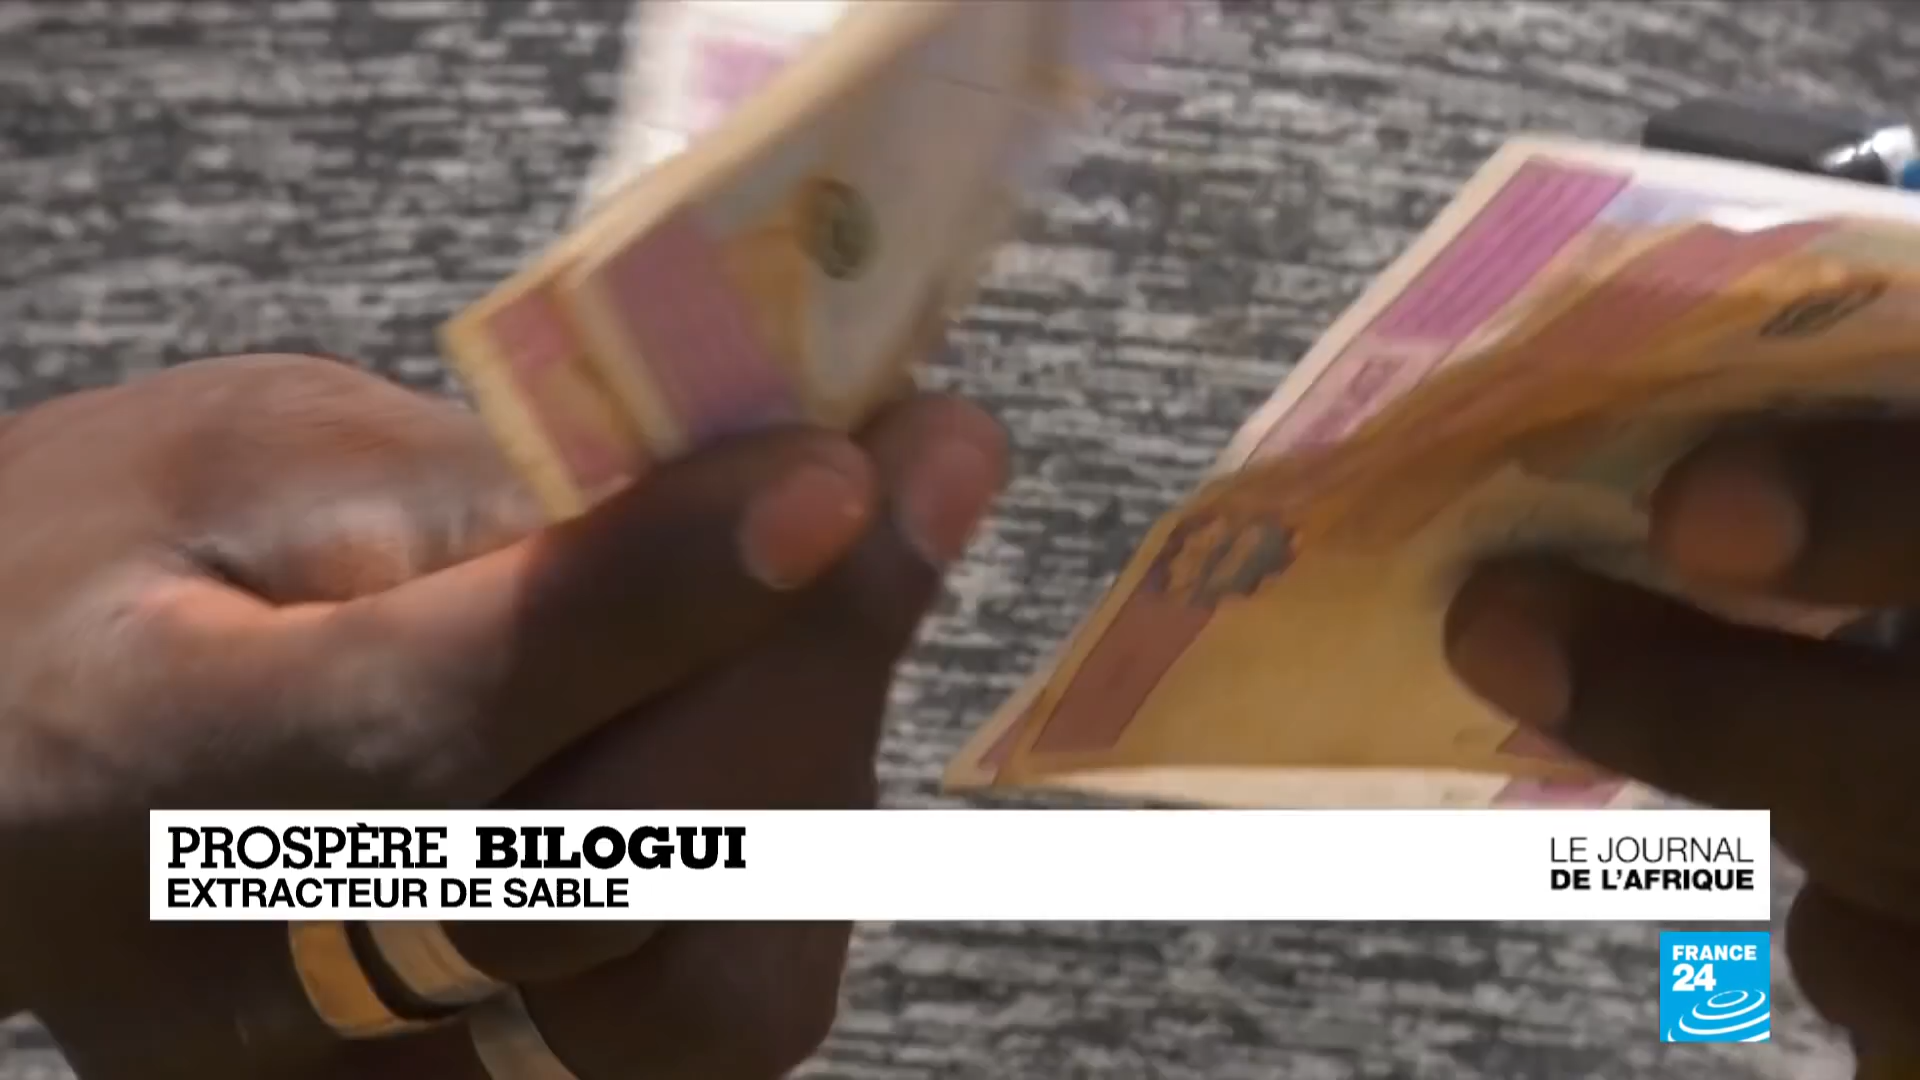 PROSPÈRE BILOGUI
EXTRACTEUR DE SABLE
LE JOURNAL
DE L'AFRIQUE
FRANCE
24